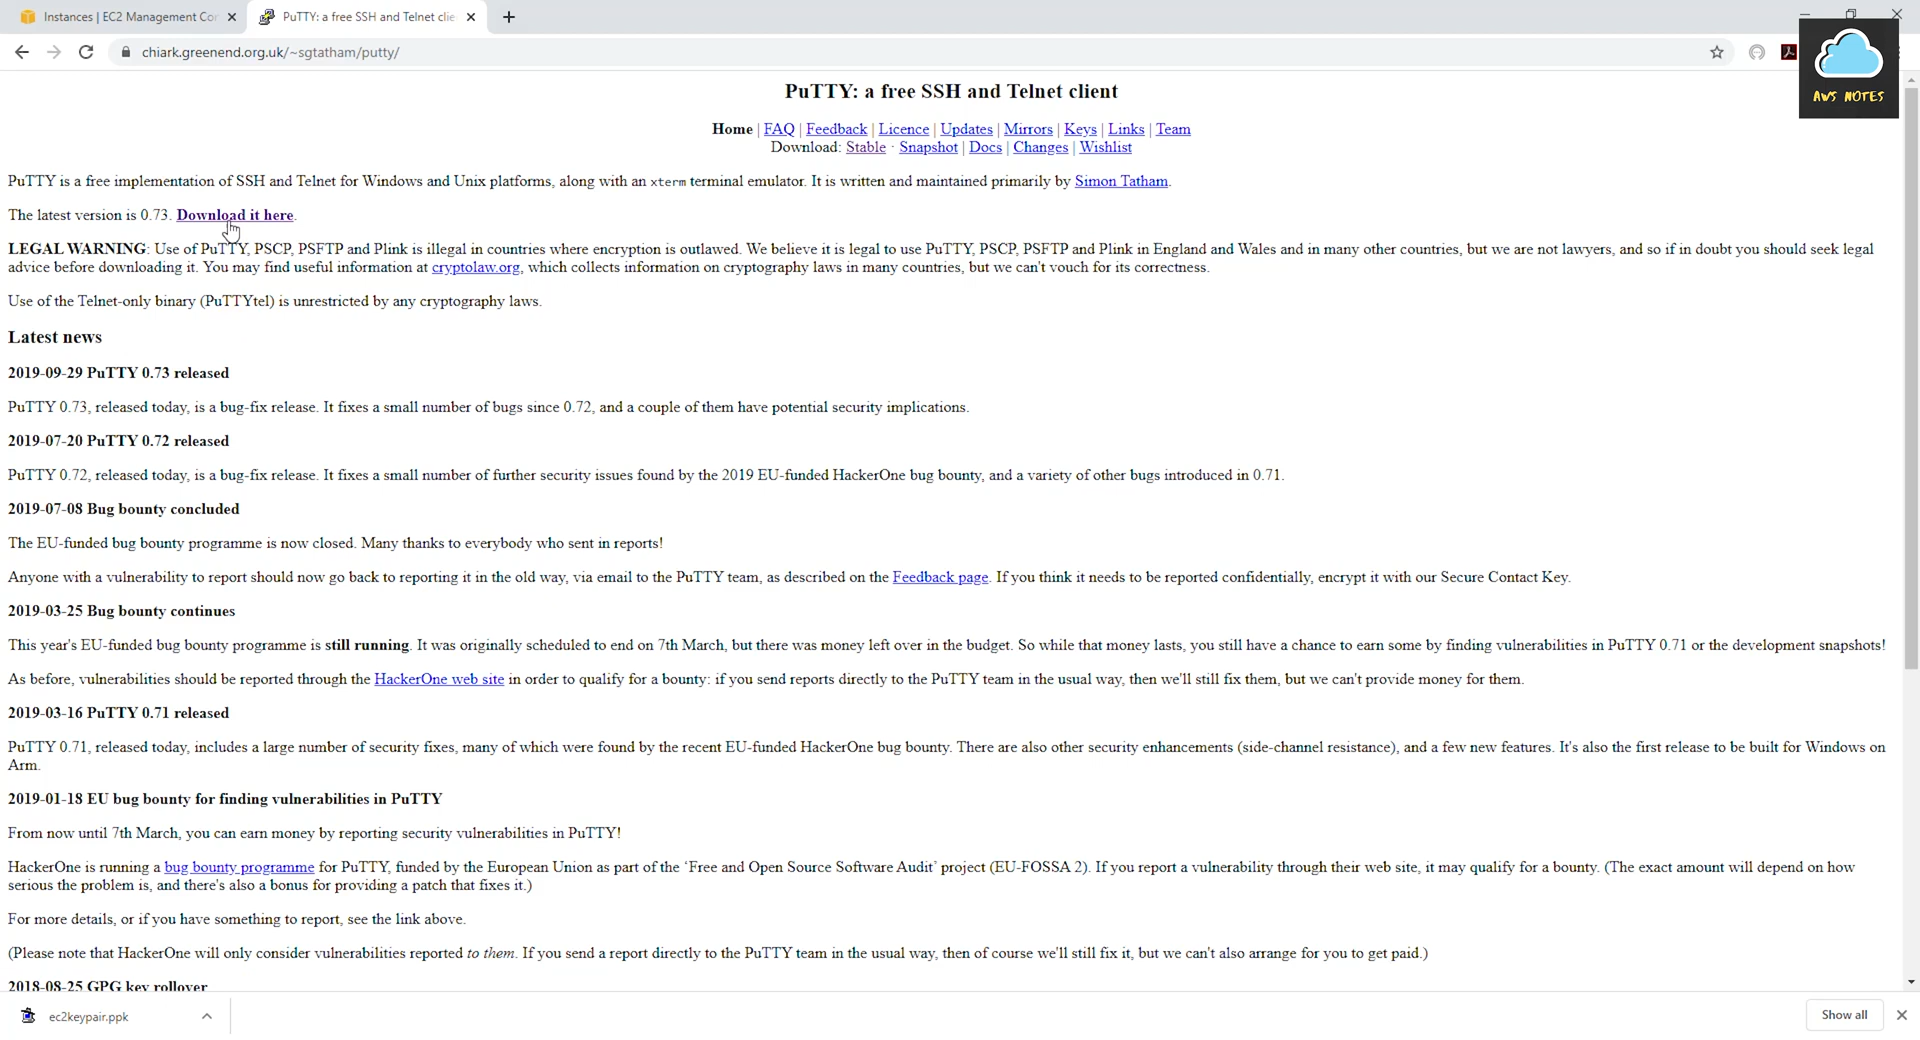 Instances | EC2 Management Con
PuTTY: a free SSH and Telnet clie
chiark.greenend.org.uk/~sgtatham/putty/
AWS NOTES
PuTTY: a free SSH and Telnet client
Home | FAQ | Feedback | Licence | Updates | Mirrors | Keys | Links | Team
Download: Stable · Snapshot | Docs | Changes | Wishlist
PuTTY is a free implementation of SSH and Telnet for Windows and Unix platforms, along with an xterm terminal emulator. It is written and maintained primarily by Simon Tatham.
The latest version is 0.73. Download it here.
LEGAL WARNING: Use of PuTTY, PSCP, PSFTP and Plink is illegal in countries where encryption is outlawed. We believe it is legal to use PuTTY, PSCP, PSFTP and Plink in England and Wales and in many other countries, but we are not lawyers, and so if in doubt you should seek legal
advice before downloading it. You may find useful information at cryptolaw.org, which collects information on cryptography laws in many countries, but we can't vouch for its correctness.
Use of the Telnet-only binary (PuTTYtel) is unrestricted by any cryptography laws.
Latest news
2019-09-29 PuTTY 0.73 released
PuTTY 0.73, released today, is a bug-fix release. It fixes a small number of bugs since 0.72, and a couple of them have potential security implications.
2019-07-20 PuTTY 0.72 released
PuTTY 0.72, released today, is a bug-fix release. It fixes a small number of further security issues found by the 2019 EU-funded HackerOne bug bounty, and a variety of other bugs introduced in 0.71.
2019-07-08 Bug bounty concluded
The EU-funded bug bounty programme is now closed. Many thanks to everybody who sent in reports!
Anyone with a vulnerability to report should now go back to reporting it in the old way, via email to the PuTTY team, as described on the Feedback page. If you think it needs to be reported confidentially, encrypt it with our Secure Contact Key.
2019-03-25 Bug bounty continues
This year's EU-funded bug bounty programme is still running. It was originally scheduled to end on 7th March, but there was money left over in the budget. So while that money lasts, you still have a chance to earn some by finding vulnerabilities in PuTTY 0.71 or the development snapshots!
As before, vulnerabilities should be reported through the HackerOne web site in order to qualify for a bounty: if you send reports directly to the PuTTY team in the usual way, then we'll still fix them, but we can't provide money for them.
2019-03-16 PuTTY 0.71 released
PuTTY 0.71, released today, includes a large number of security fixes, many of which were found by the recent EU-funded HackerOne bug bounty. There are also other security enhancements (side-channel resistance), and a few new features. It's also the first release to be built for Windows on
Arm.
2019-01-18 EU bug bounty for finding vulnerabilities in PuTTY
From now until 7th March, you can earn money by reporting security vulnerabilities in PuTTY!
HackerOne is running a bug bounty programme for PuTTY, funded by the European Union as part of the ‘Free and Open Source Software Audit’ project (EU-FOSSA 2). If you report a vulnerability through their web site, it may qualify for a bounty. (The exact amount will depend on how
serious the problem is, and there's also a bonus for providing a patch that fixes it.)
For more details, or if you have something to report, see the link above.
(Please note that HackerOne will only consider vulnerabilities reported to them. If you send a report directly to the PuTTY team in the usual way, then of course we'll still fix it, but we can't also arrange for you to get paid.)
2018-08-25 GPG key rollover
ec2keypair.ppk
Show all